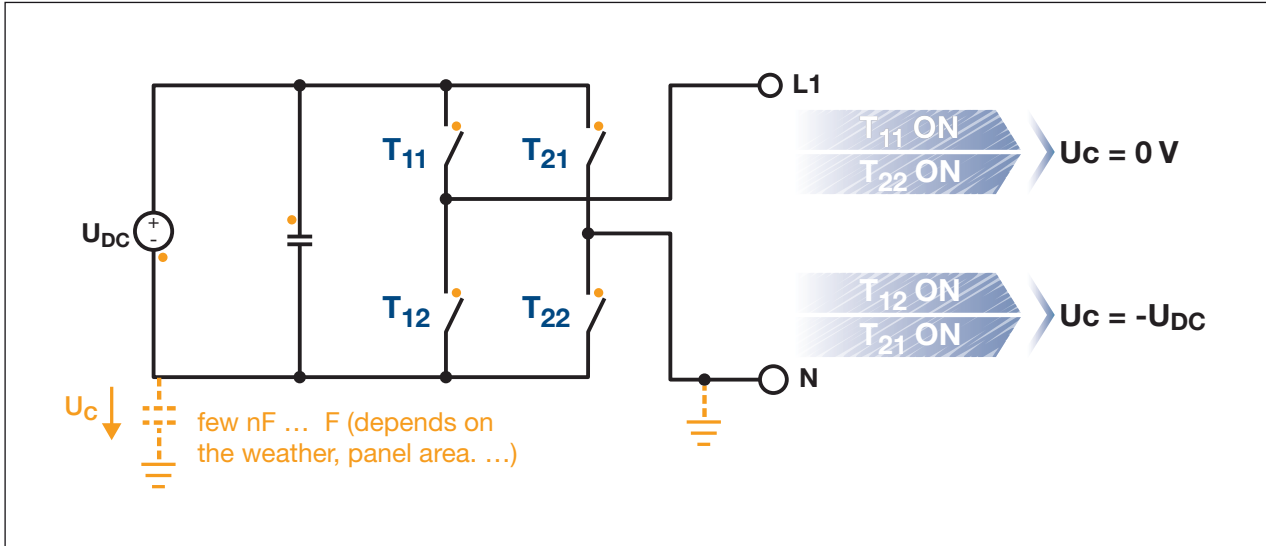 L1
T11 ON
T11
T21
Uc = 0 V
T22 ON
+
UDC
-
T12 ON
T12
T22
Uc = -UDC
T21 ON
N
UC
few nF … F (depends on
the weather, panel area. …)